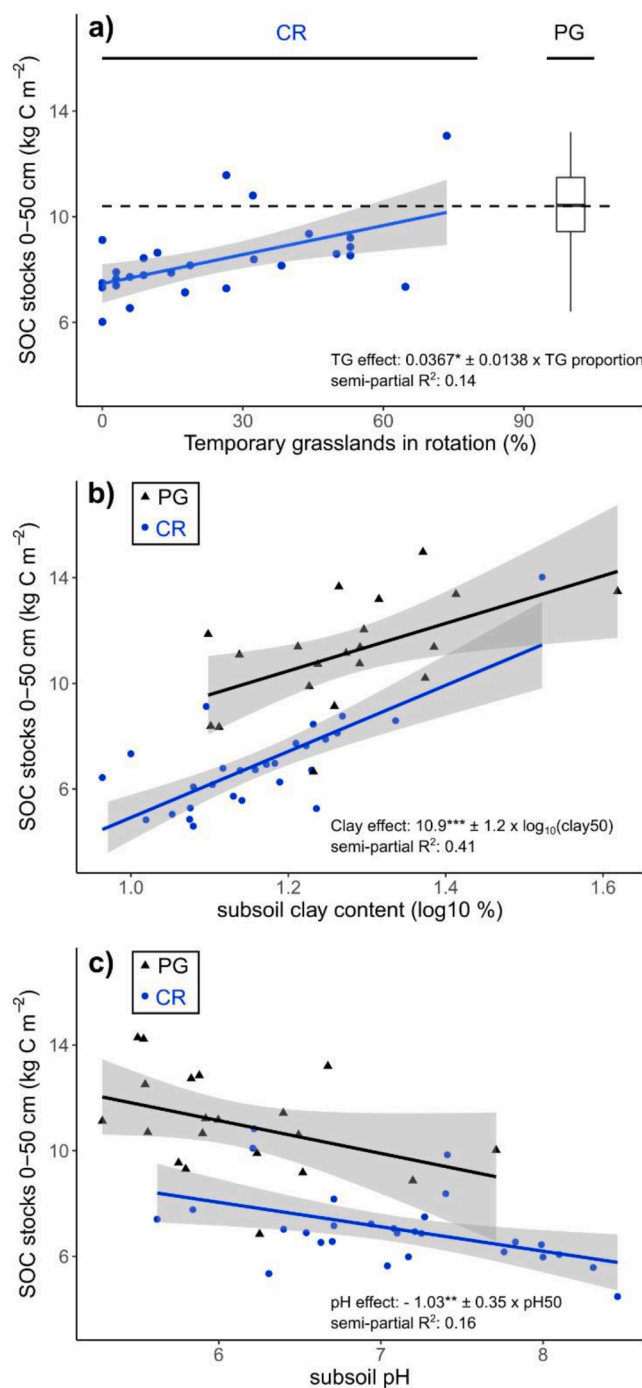 a)
CR
PG
SOC stocks 0−50 cm (kg C m⁻²)
14
10
6
TG effect: 0.0367* ± 0.0138 x TG proportion
semi-partial R²: 0.14
0
30
60
90
Temporary grasslands in rotation (%)
b)
PG
CR
SOC stocks 0−50 cm (kg C m⁻²)
14
10
6
Clay effect: 10.9*** ± 1.2 x log₁₀(clay50)
semi-partial R²: 0.41
1.0
1.2
1.4
1.6
subsoil clay content (log10 %)
c)
PG
CR
SOC stocks 0−50 cm (kg C m⁻²)
14
10
6
pH effect: - 1.03** ± 0.35 x pH50
semi-partial R²: 0.16
6
7
8
subsoil pH